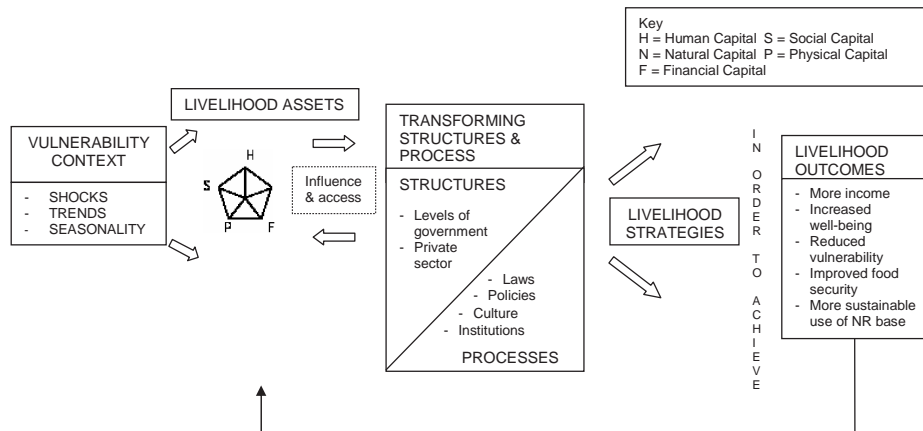 Key
H = Human Capital S = Social Capital
N = Natural Capital P = Physical Capital
F = Financial Capital
LIVELIHOOD ASSETS
VULNERABILITY
CONTEXT
- SHOCKS
- TRENDS
- SEASONALITY
H
S
P F
Influence
& access
TRANSFORMING
STRUCTURES &
PROCESS
STRUCTURES
- Levels of
government
- Private
sector
- Laws
- Policies
- Culture
- Institutions
PROCESSES
LIVELIHOOD
STRATEGIES
IN ORDER TO ACHIEVE
LIVELIHOOD
OUTCOMES
- More income
- Increased
well-being
- Reduced
vulnerability
- Improved food
security
- More sustainable
use of NR base